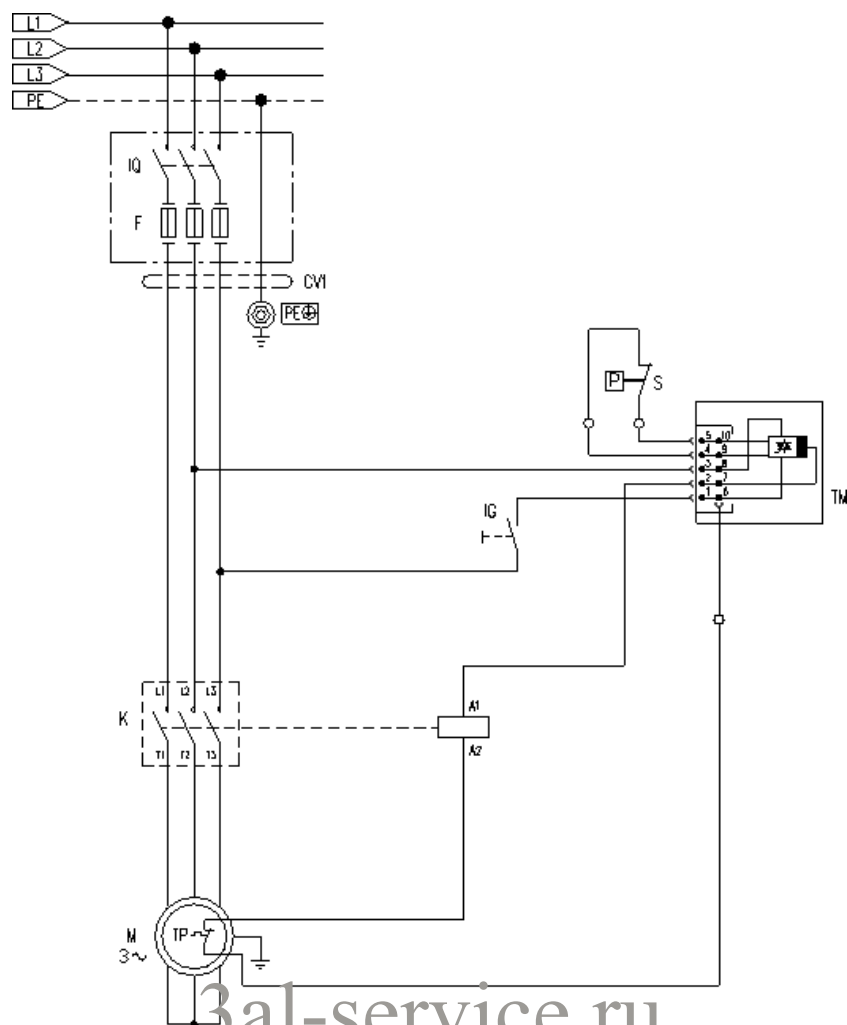 L1
L2
L3
PE
IQ
F
CV1
PE
P
S
5 10
4 9
3 8
2 7
1 6
TM
IG
L1 L2 L3
K
A1
T1 T2 T3
A2
M
3~
TP
3al-service.ru